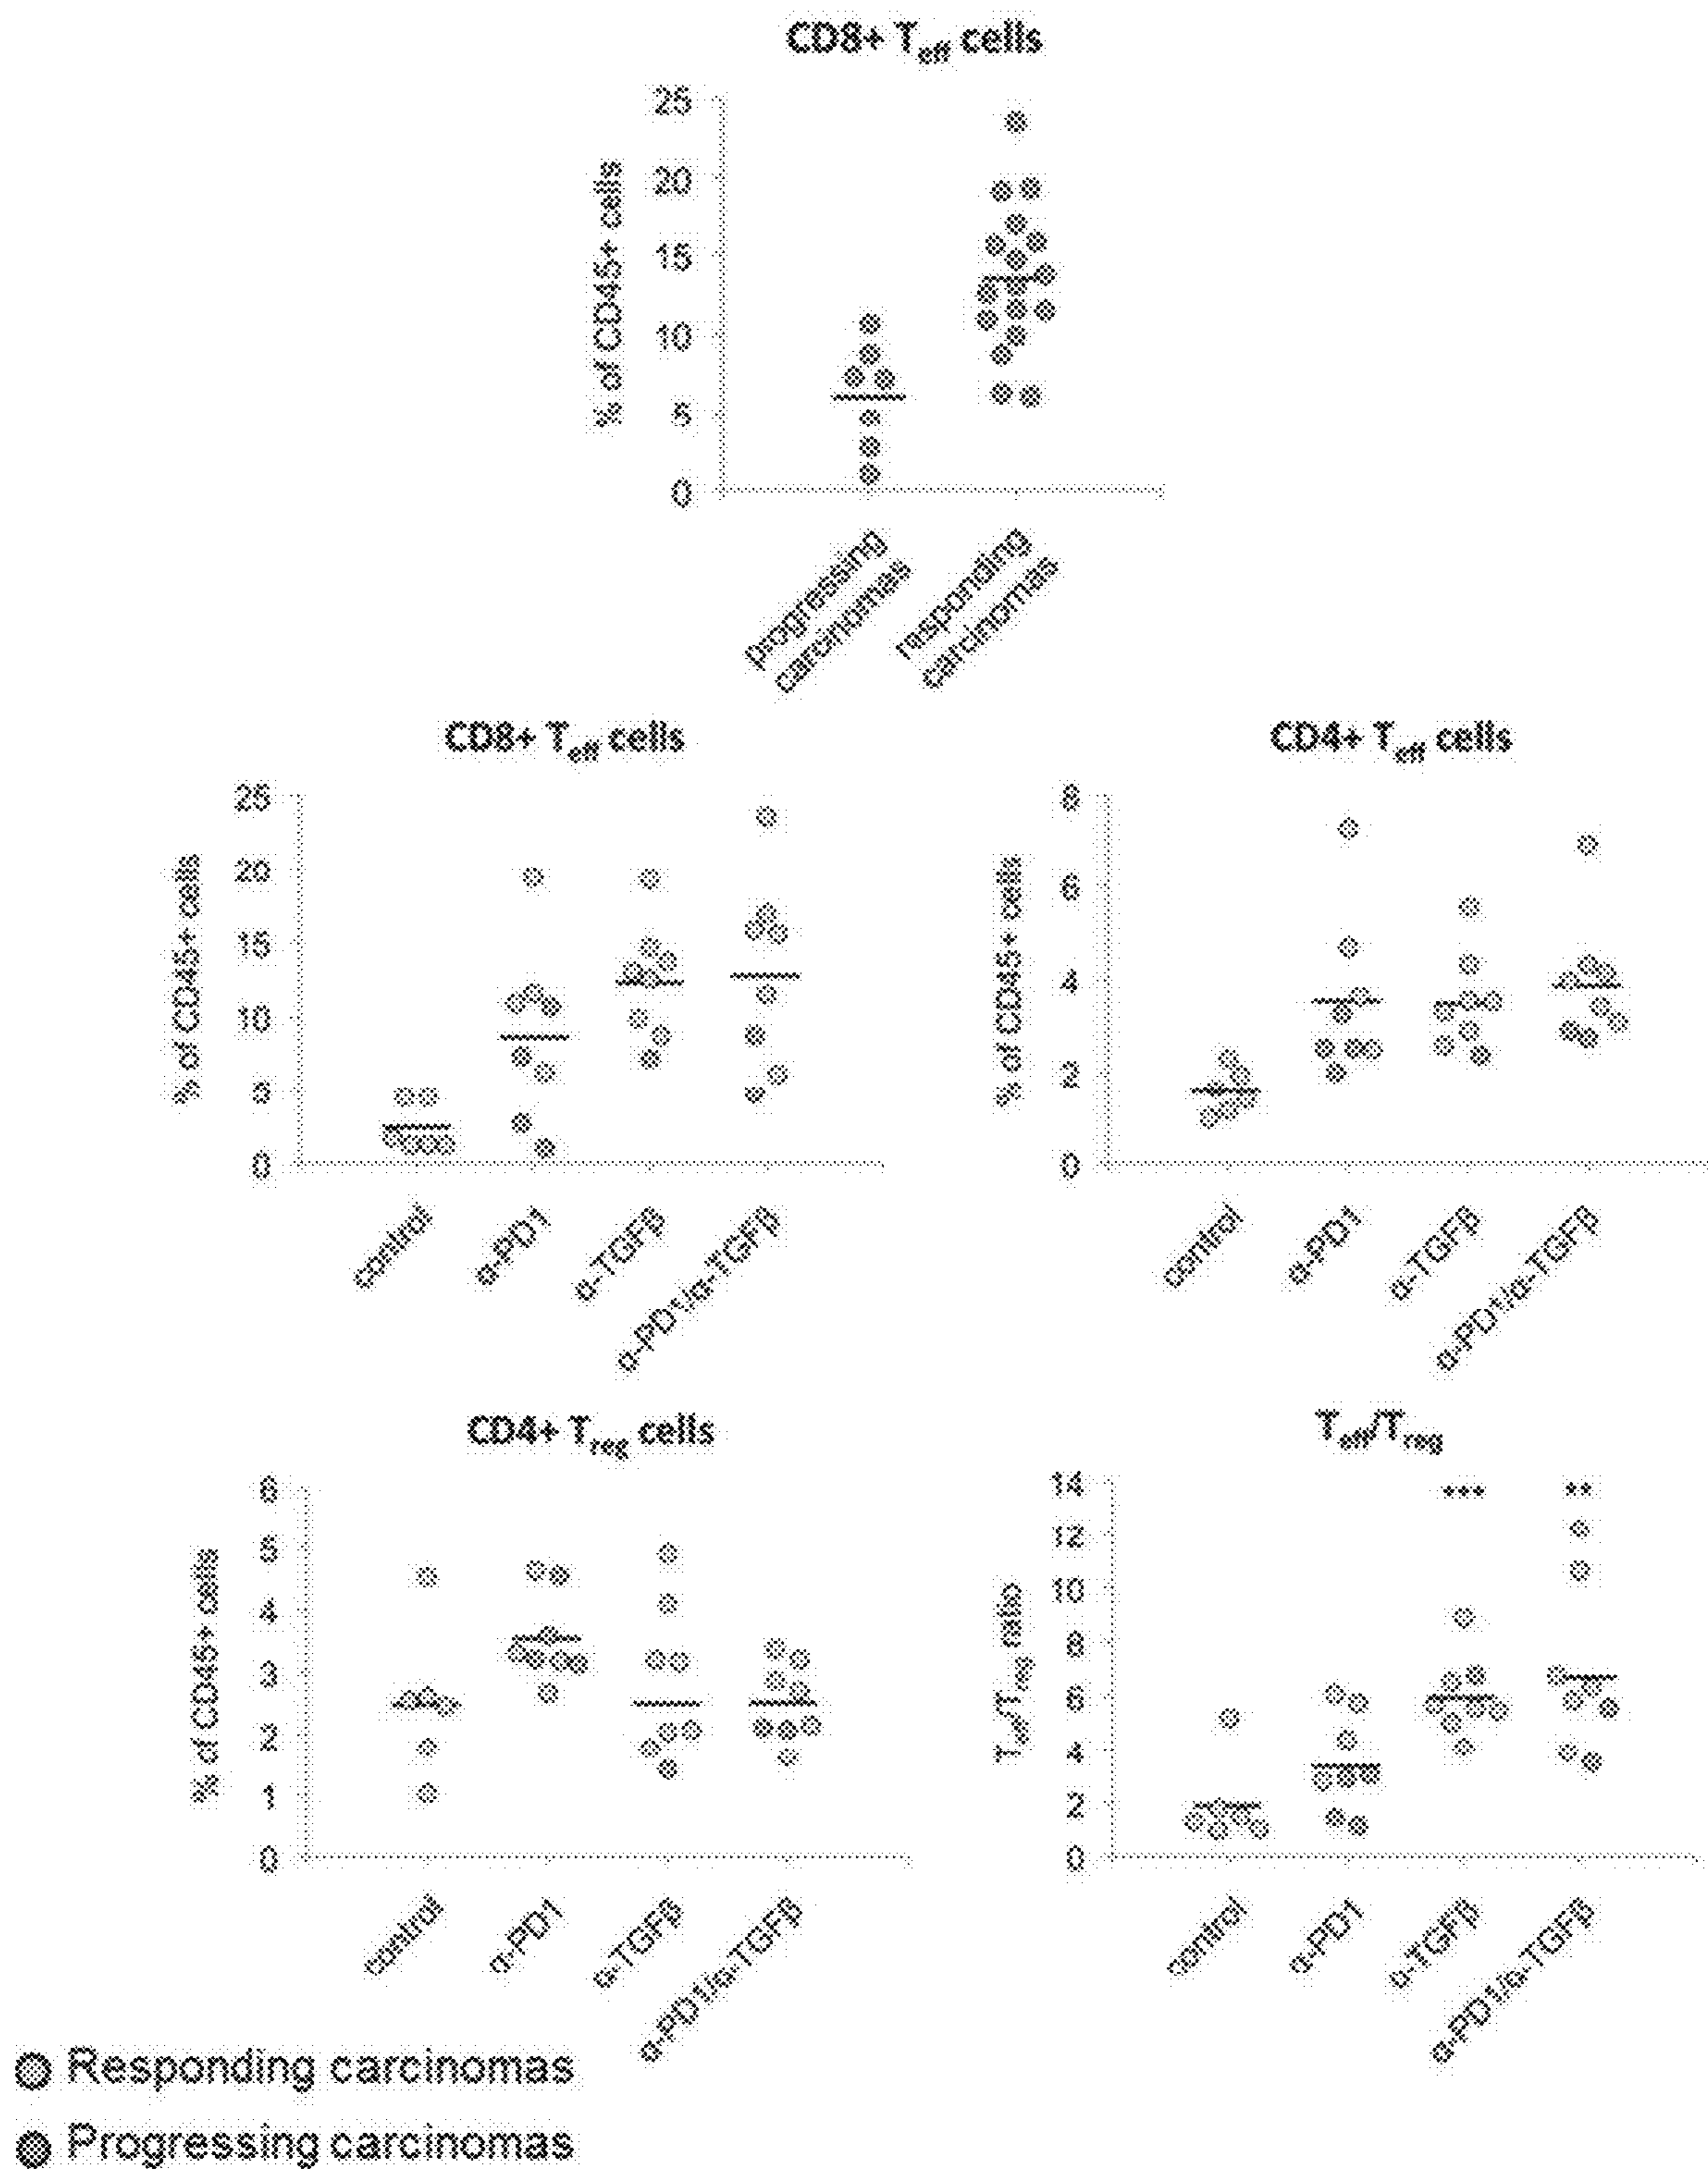 CD8+ Teff cells
% of CD45+ cells
25
20
15
10
5
0
progressing
carcinomas
responding
carcinomas
CD8+ Teff cells
% of CD45+ cells
25
20
15
10
5
0
control
α-PD1
α-TGFβ
α-PD1/α-TGFβ
CD4+ Teff cells
% of CD45+ cells
8
6
4
2
0
control
α-PD1
α-TGFβ
α-PD1/α-TGFβ
CD4+ Treg cells
% of CD45+ cells
6
5
4
3
2
1
0
control
α-PD1
α-TGFβ
α-PD1/α-TGFβ
Teff/Treg
Teff/Treg ratio
14
12
10
8
6
4
2
0
***
**
control
α-PD1
α-TGFβ
α-PD1/α-TGFβ
Responding carcinomas
Progressing carcinomas